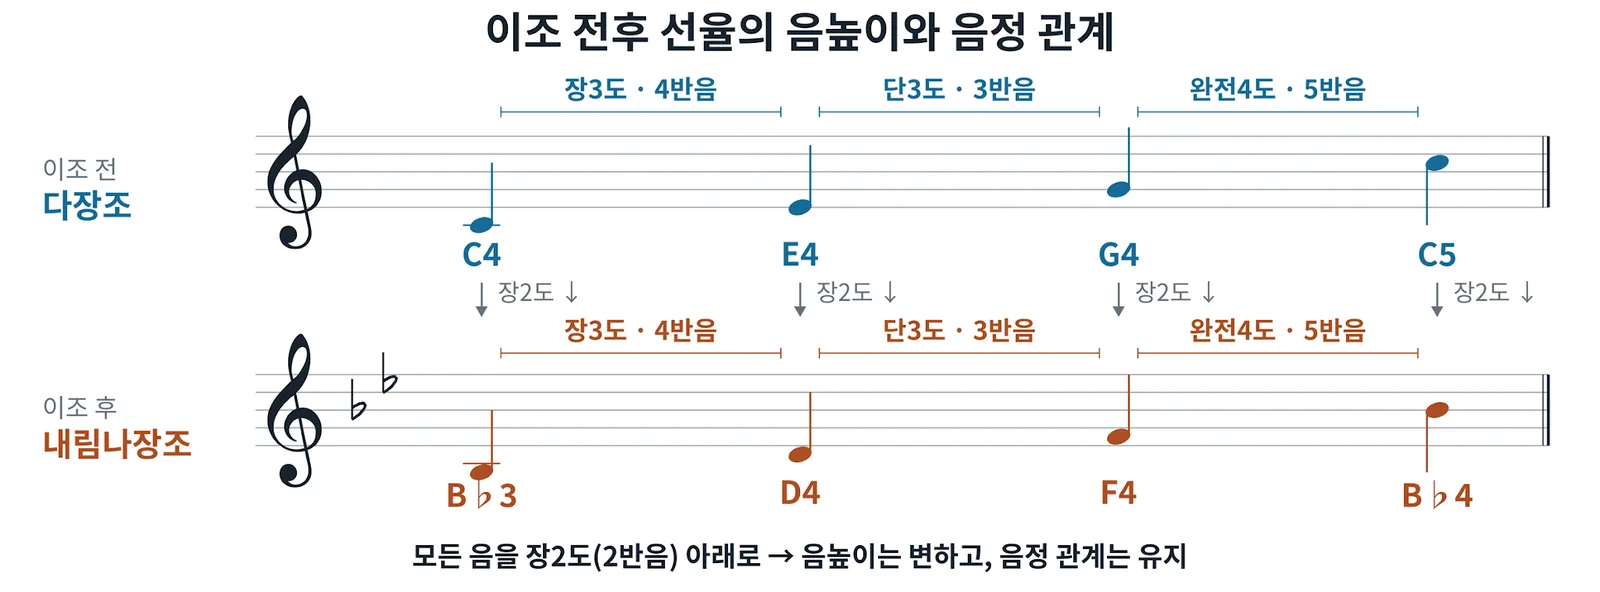 이조 전후 선율의 음높이와 음정 관계
장3도 · 4반음
단3도 · 3반음
완전4도 · 5반음
이조 전
다장조
C4
E4
G4
C5
장2도 ↓
장2도 ↓
장2도 ↓
장2도 ↓
장3도 · 4반음
단3도 · 3반음
완전4도 · 5반음
이조 후
내림나장조
B♭3
D4
F4
B♭4
모든 음을 장2도(2반음) 아래로 → 음높이는 변하고, 음정 관계는 유지